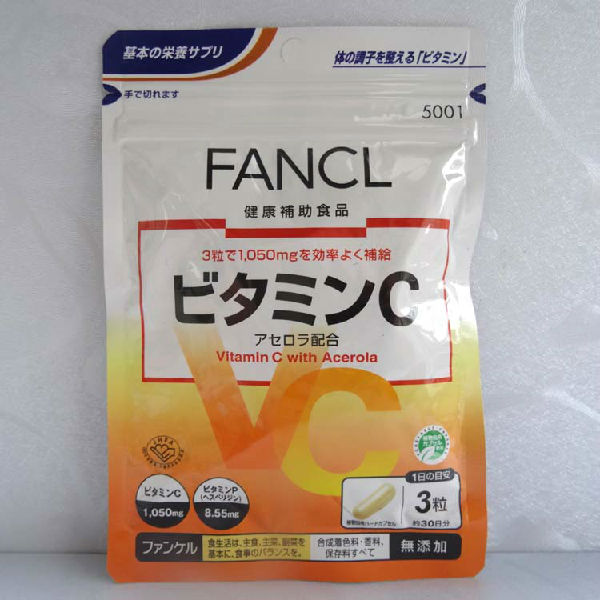 基本の栄養サプリ
体の調子を整える「ビタミン」
手で切れます
5001
FANCL
健康補助食品
3粒で1,050mgを効率よく補給
ビタミンC
アセロラ配合
Vitamin C with Acerola
VC
JHFA
1日の目安
3粒
約30日分
ビタミンC
1,050mg
ビタミンP
(ヘスペリジン)
8.55mg
ファンケル
食生活は、主食、主菜、副菜を
基本に、食事のバランスを。
合成着色料・香料、
保存料すべて
無添加